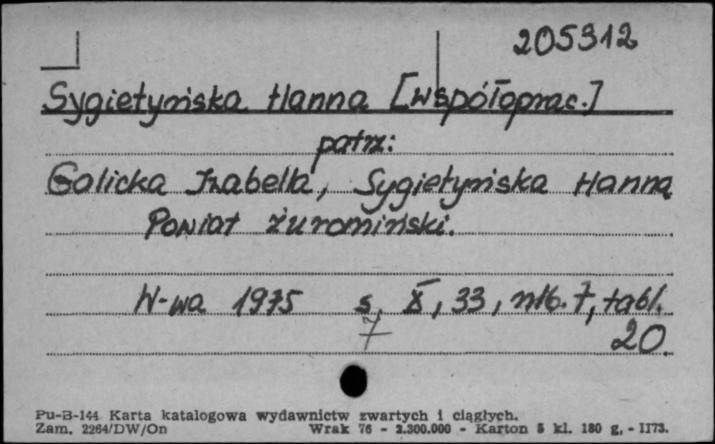 205312
Sygietyńska Hanna [współoprac.]
patrz:
Galicka Izabella, Sygietyńska Hanna
Powiat żuromiński.
W-wa 1975 s. X, 33, nlb. 7, tabl.
7 20.
Pu-B-144 Karta katalogowa wydawnictw zwartych i ciągłych.
Zam. 2264/DW/On Wrak 76 - 2.300.000 - Karton 5 kl. 180 g. - II73.